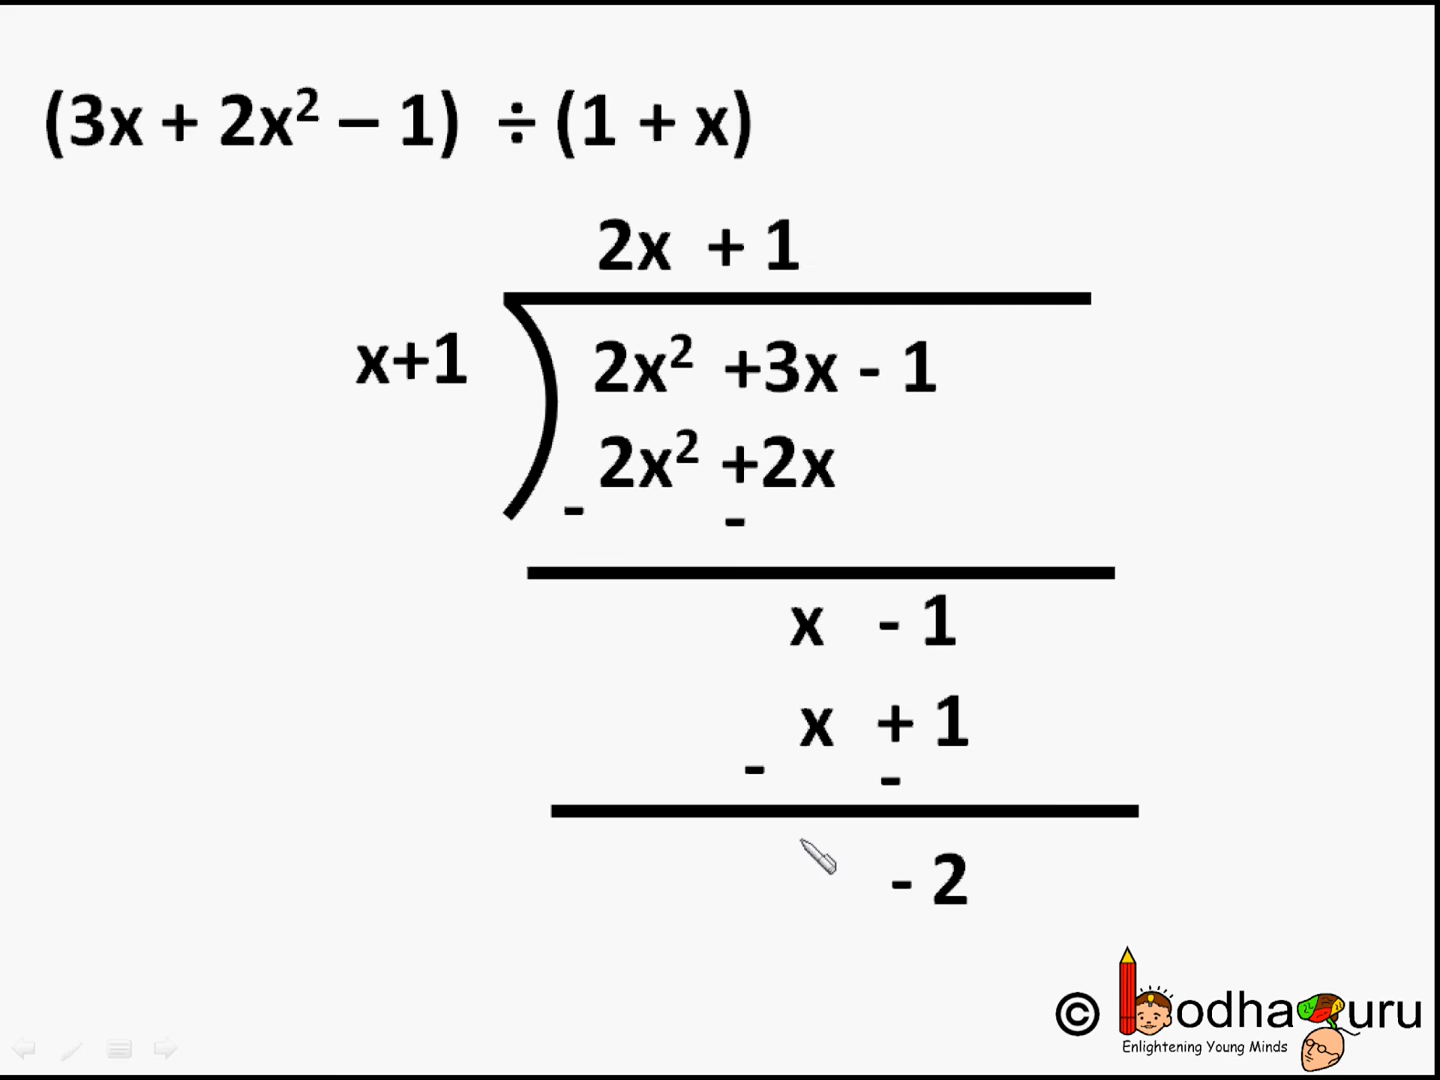 (3x + 2x² – 1) ÷ (1 + x)
2x + 1
x+1
2x² +3x - 1
2x² +2x
- -
x - 1
x + 1
- -
- 2
© bodhaguru
Enlightening Young Minds